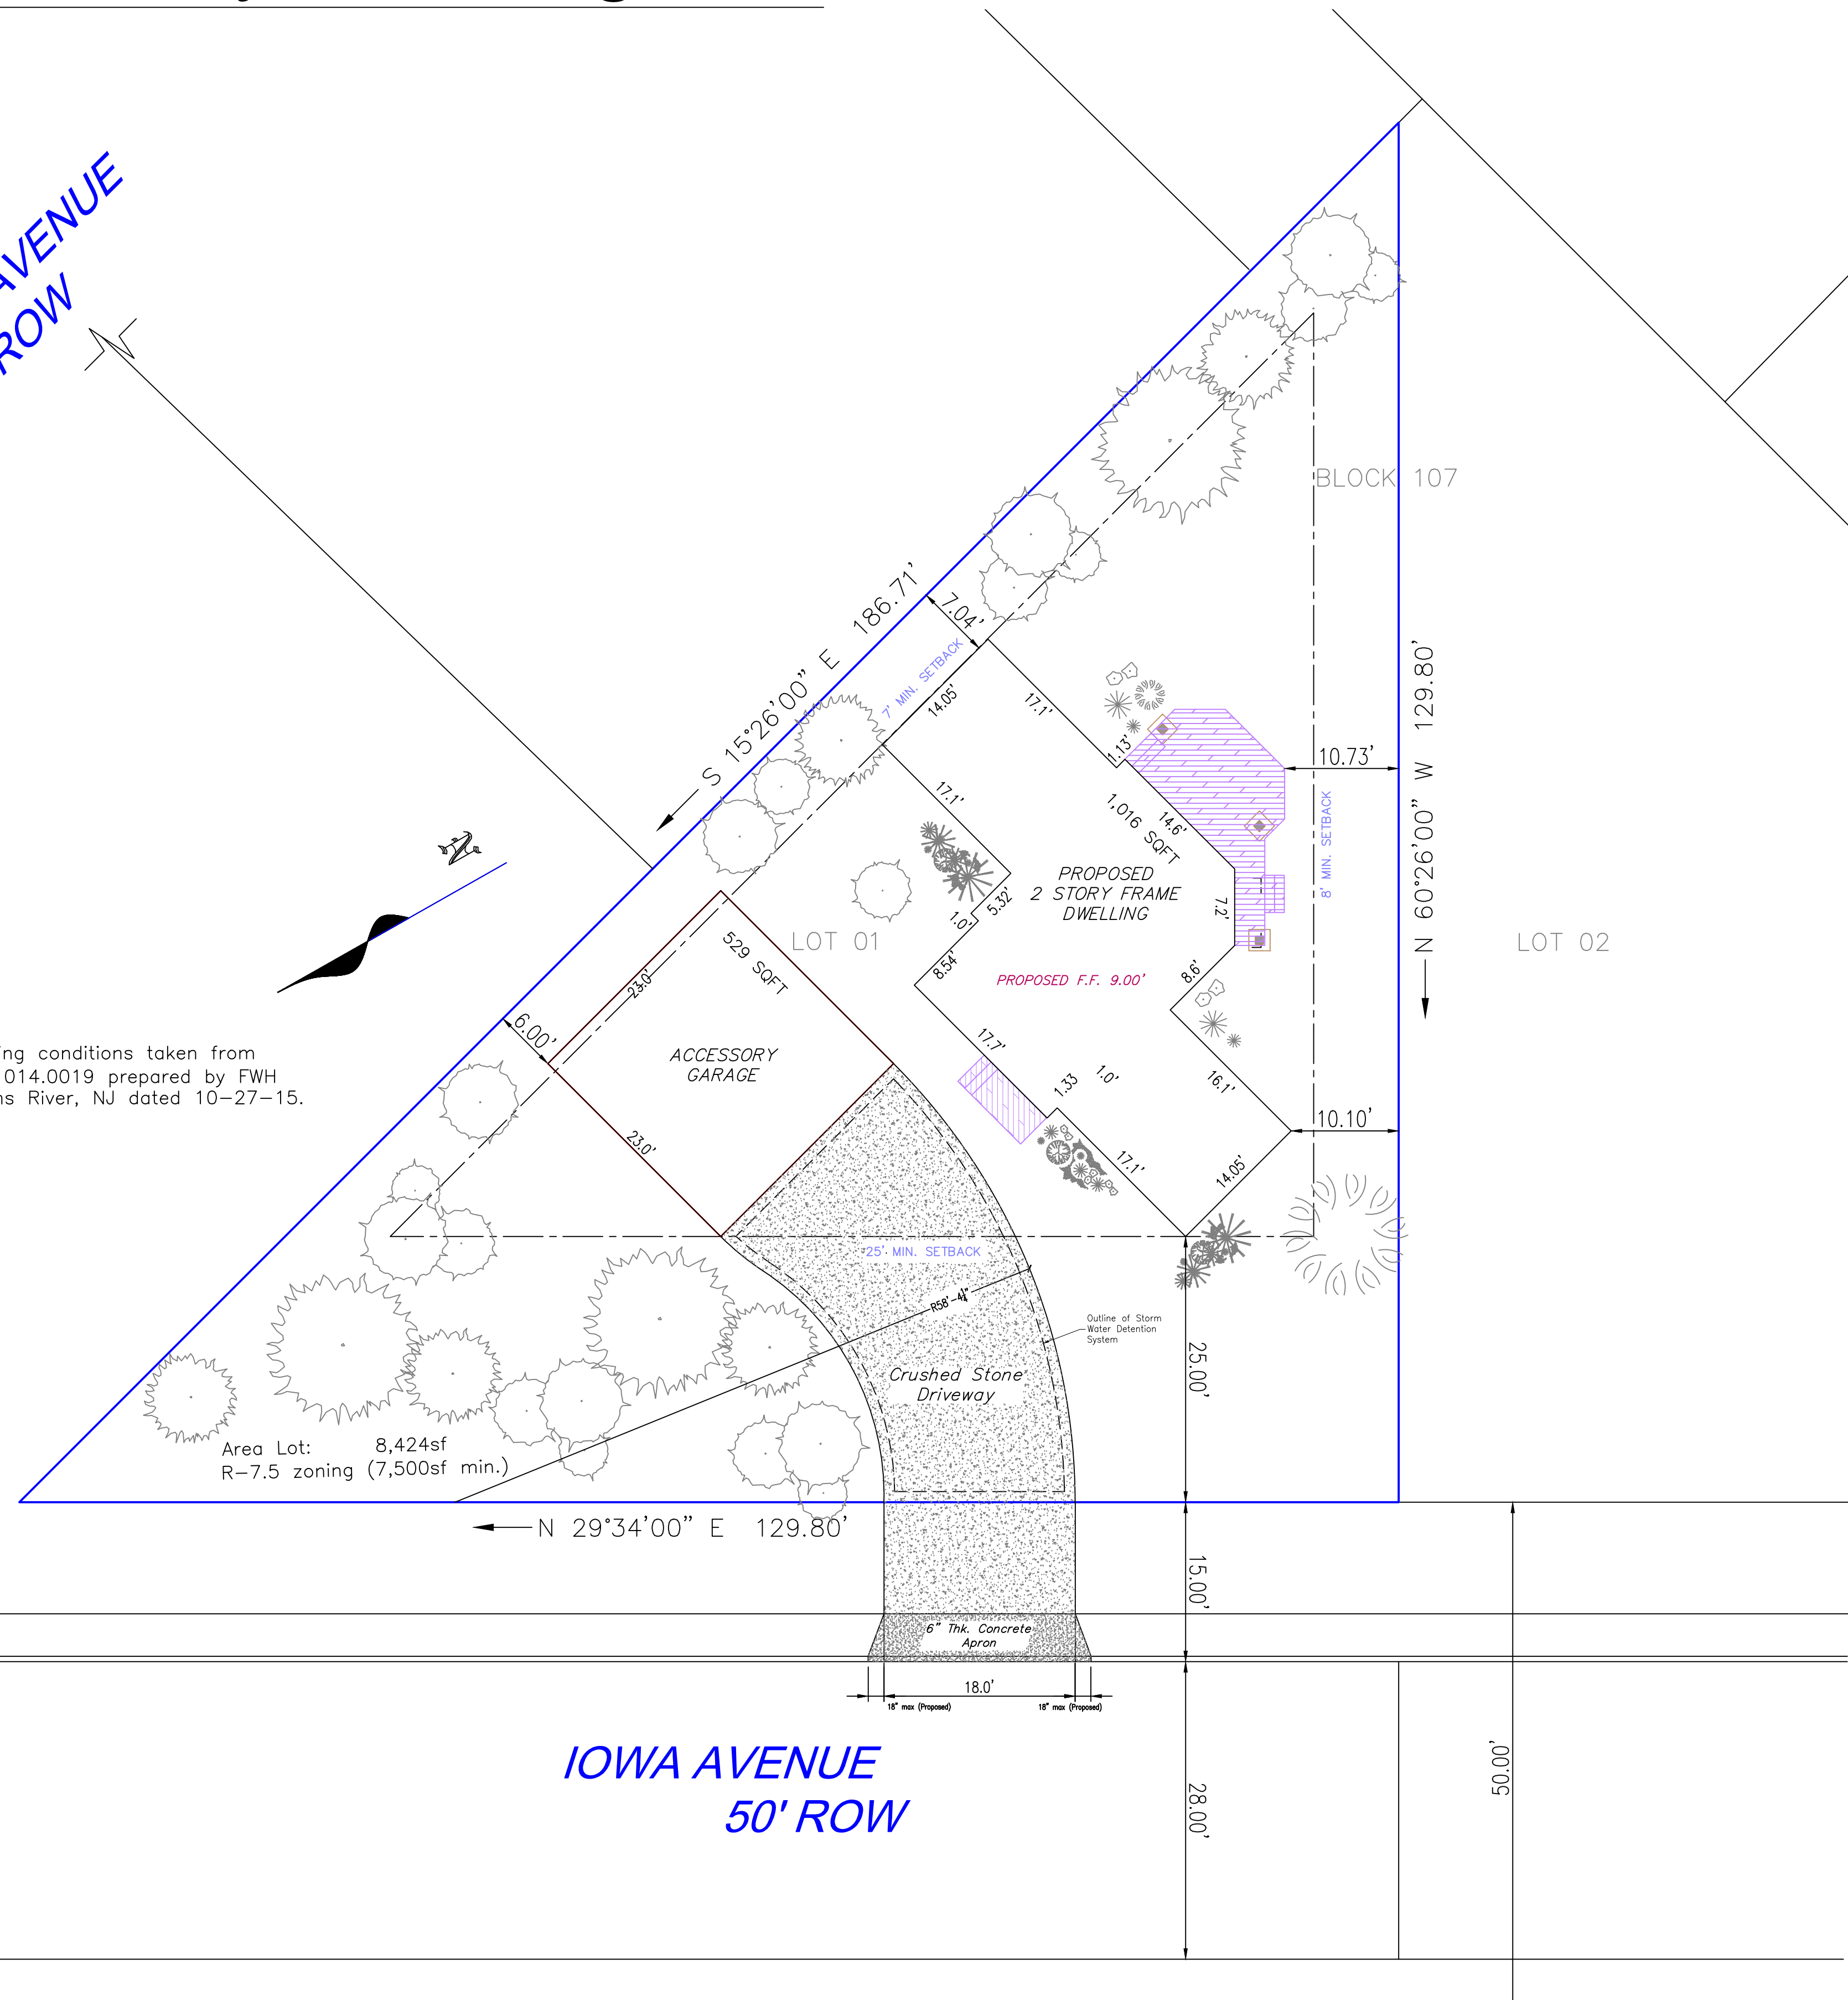 AVENUE
ROW
N
BLOCK 107
S 15°26'00" E 186.71'
7.04'
7' MIN. SETBACK
14.05'
17.1'
1.13'
10.73'
N 60°26'00" W 129.80'
8' MIN. SETBACK
17.1'
14.6'
1,016 SQFT
PROPOSED
2 STORY FRAME
DWELLING
5.32'
1.0'
7.2'
LOT 01
LOT 02
8.54'
8.6'
PROPOSED F.F. 9.00'
529 SQFT
23.0'
6.00'
ACCESSORY
GARAGE
17.7'
1.33
1.0'
16.1'
ing conditions taken from
014.0019 prepared by FWH
ns River, NJ dated 10-27-15.
23.0'
17.1'
10.10'
14.05'
25' MIN. SETBACK
R58'-4¼"
Outline of Storm
Water Detention
System
25.00'
Crushed Stone
Driveway
Area Lot: 8,424sf
R-7.5 zoning (7,500sf min.)
N 29°34'00" E 129.80'
15.00'
6" Thk. Concrete
Apron
18.0'
18" max (Proposed)
18" max (Proposed)
IOWA AVENUE
50' ROW
28.00'
50.00'